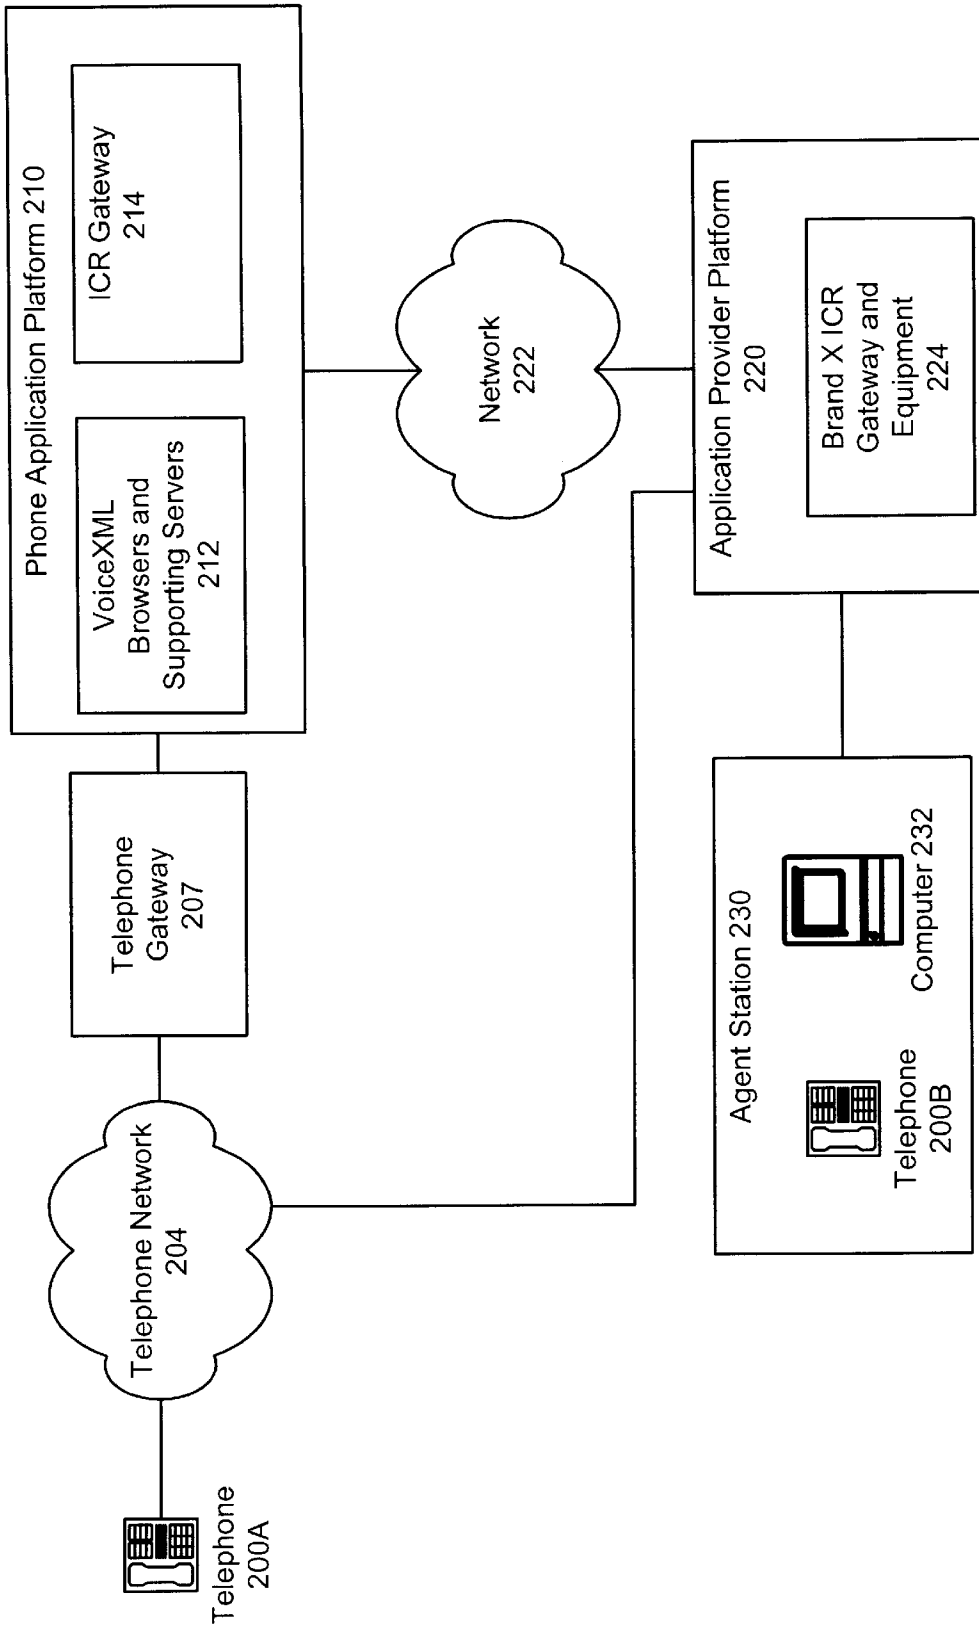 Telephone
200A
Telephone Network
204
Telephone
Gateway
207
Phone Application Platform 210
VoiceXML
Browsers and
Supporting Servers
212
ICR Gateway
214
Network
222
Application Provider Platform
220
Brand X ICR
Gateway and
Equipment
224
Agent Station 230
Telephone
200B
Computer 232